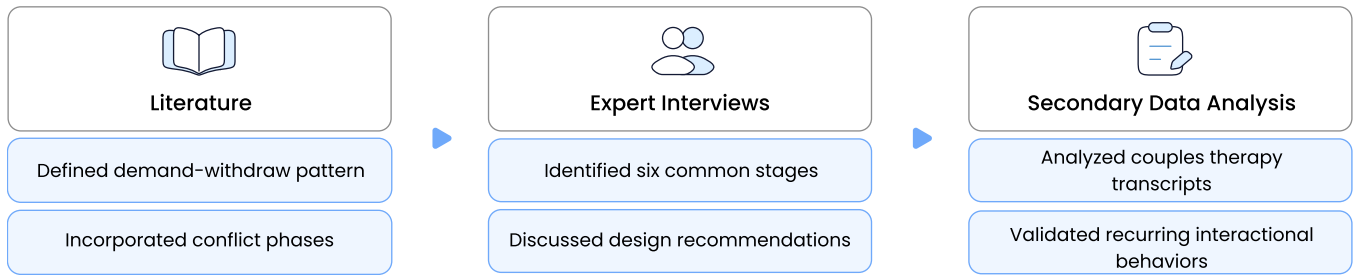 Literature
Defined demand-withdraw pattern
Incorporated conflict phases
Expert Interviews
Identified six common stages
Discussed design recommendations
Secondary Data Analysis
Analyzed couples therapy
transcripts
Validated recurring interactional
behaviors